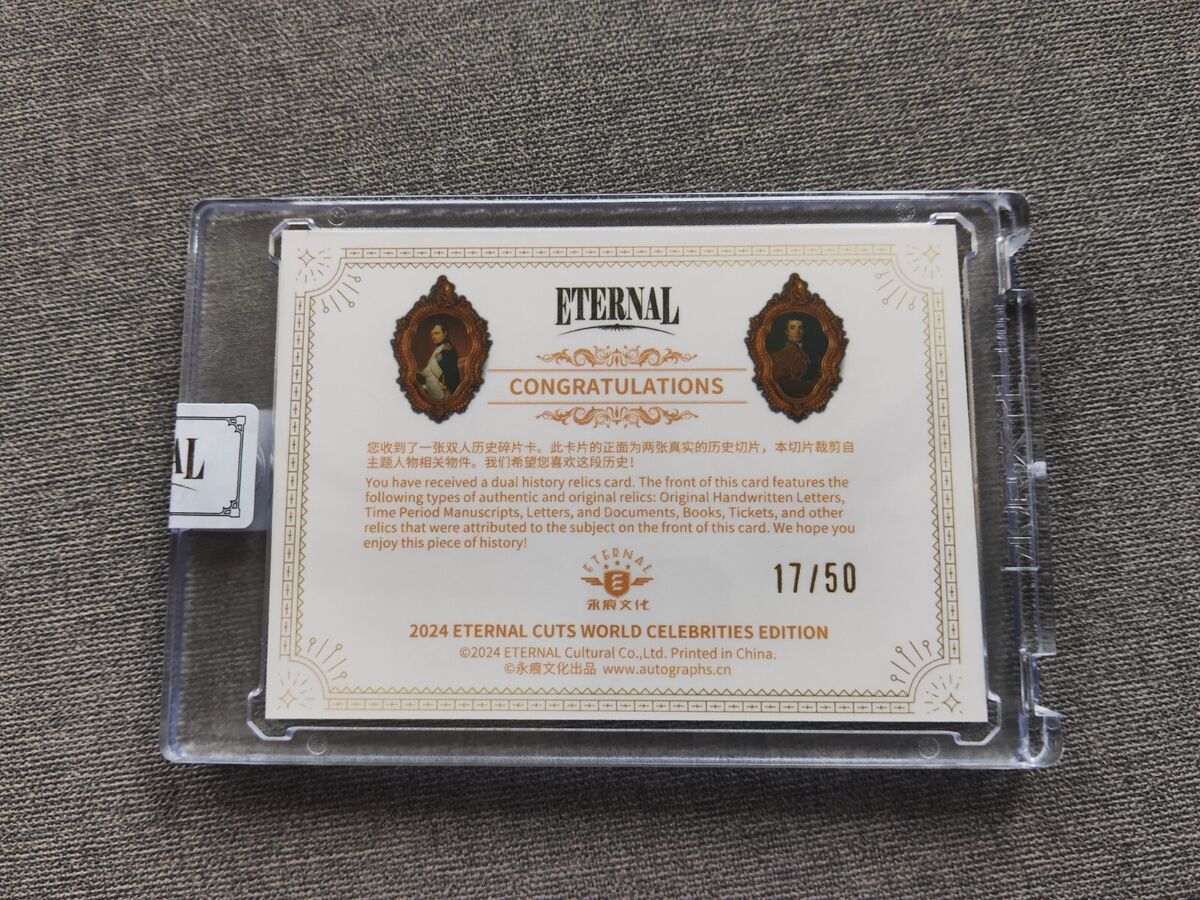 ETERNAL
CONGRATULATIONS
您收到了一张双人历史碎片卡。此卡片的正面为两张真实的历史切片，本切片裁剪自
主题人物相关物件。我们希望您喜欢这段历史！
You have received a dual history relics card. The front of this card features the
following types of authentic and original relics: Original Handwritten Letters,
Time Period Manuscripts, Letters, and Documents, Books, Tickets, and other
relics that were attributed to the subject on the front of this card. We hope you
enjoy this piece of history!
AL
ETERNAL
永痕文化
17/50
2024 ETERNAL CUTS WORLD CELEBRITIES EDITION
©2024 ETERNAL Cultural Co.,Ltd. Printed in China.
©永痕文化出品 www.autographs.cn